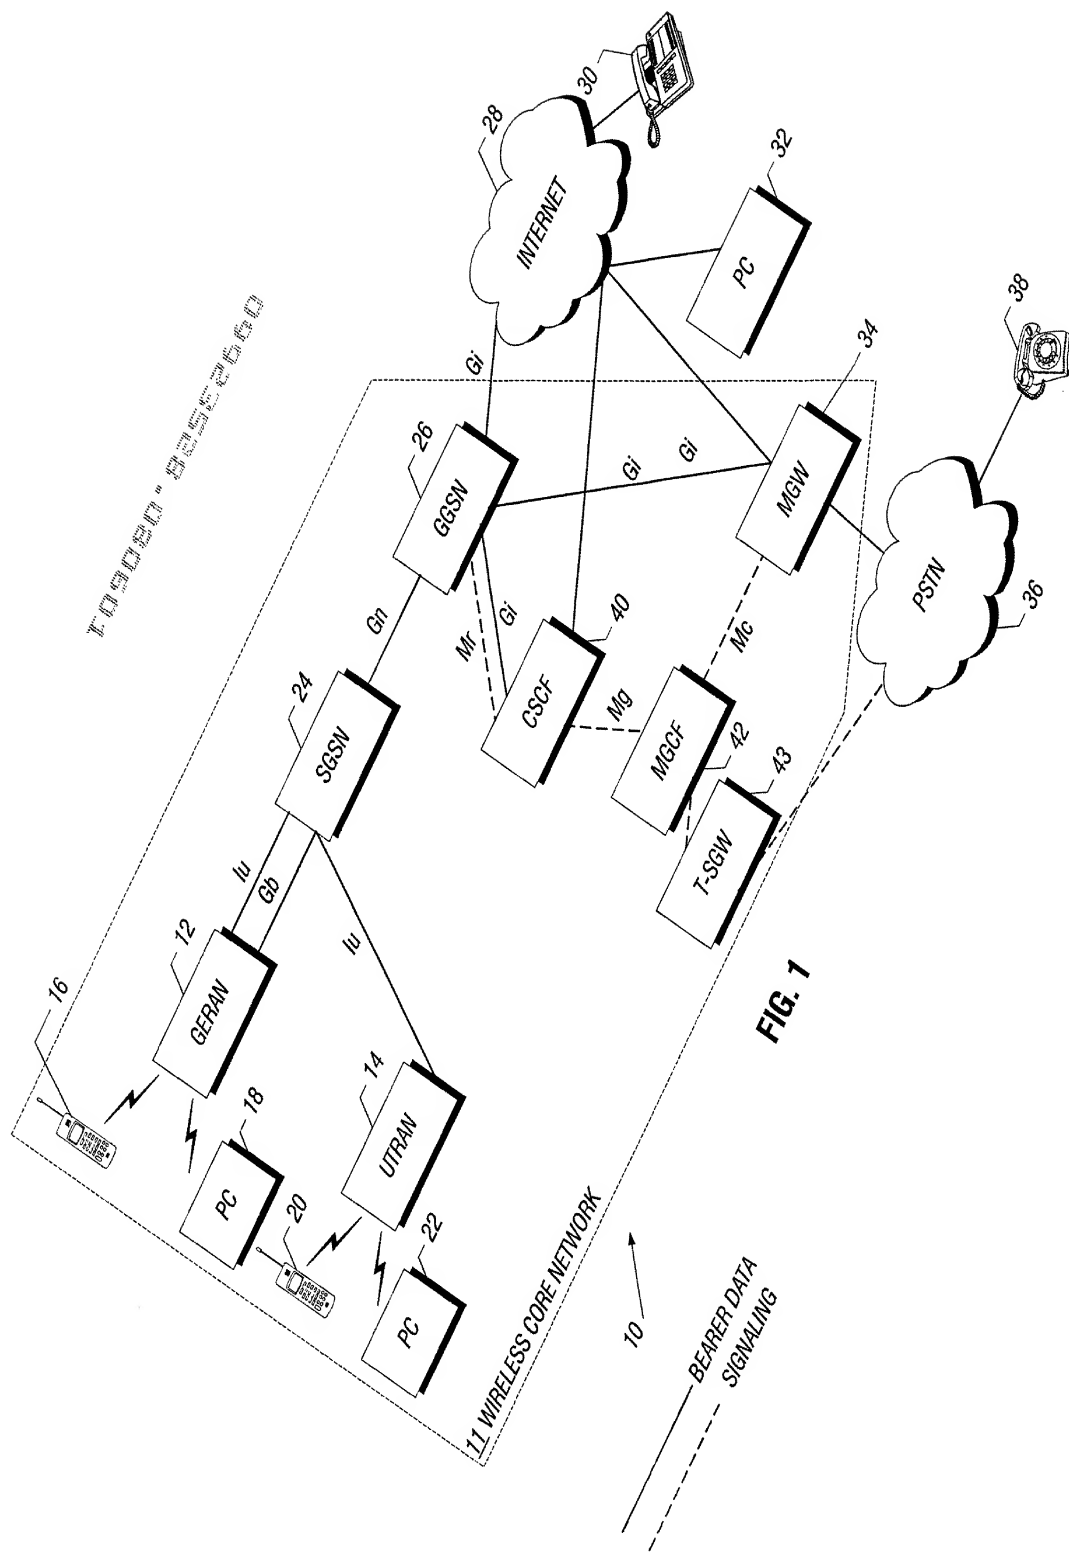 09925325.090601
16
12
GERAN
18
PC
20
14
UTRAN
22
PC
Iu
Gb
Iu
24
SGSN
Gn
26
GGSN
Gi
28
INTERNET
30
32
PC
Gi
Gi
34
MGW
38
PSTN
36
Mr
Gi
40
CSCF
Mg
Mc
MGCF
42
43
T-SGW
11 WIRELESS CORE NETWORK
10
FIG. 1
BEARER DATA
SIGNALING